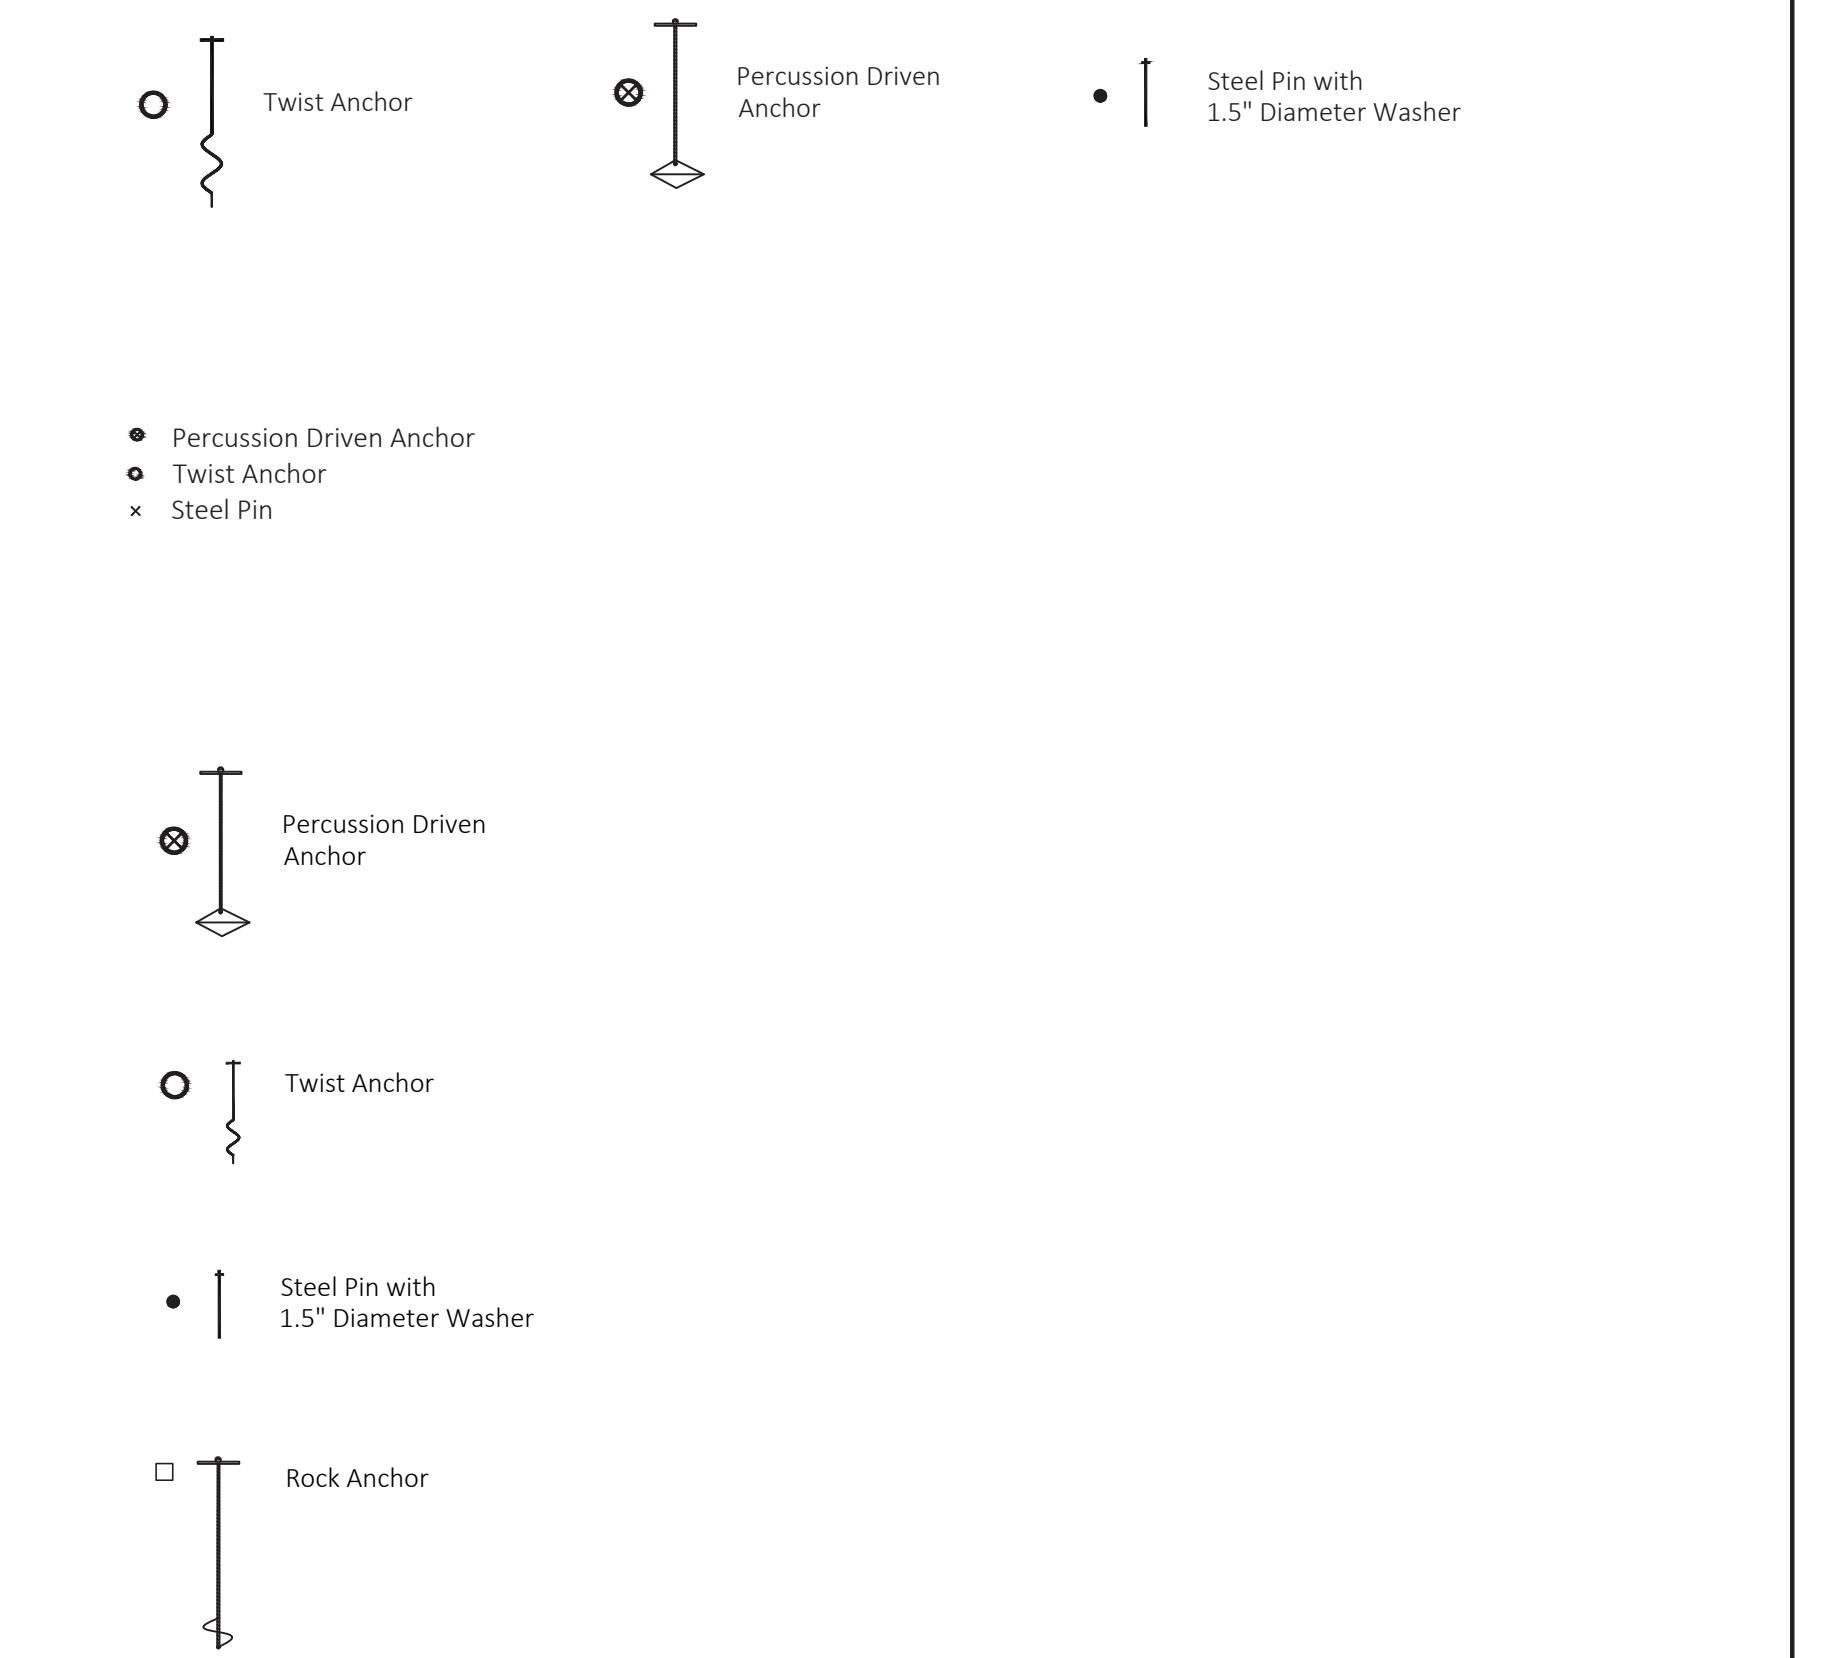 Twist Anchor
Percussion Driven
Anchor
Steel Pin with
1.5" Diameter Washer
Percussion Driven Anchor
Twist Anchor
Steel Pin
Percussion Driven
Anchor
Twist Anchor
Steel Pin with
1.5" Diameter Washer
Rock Anchor